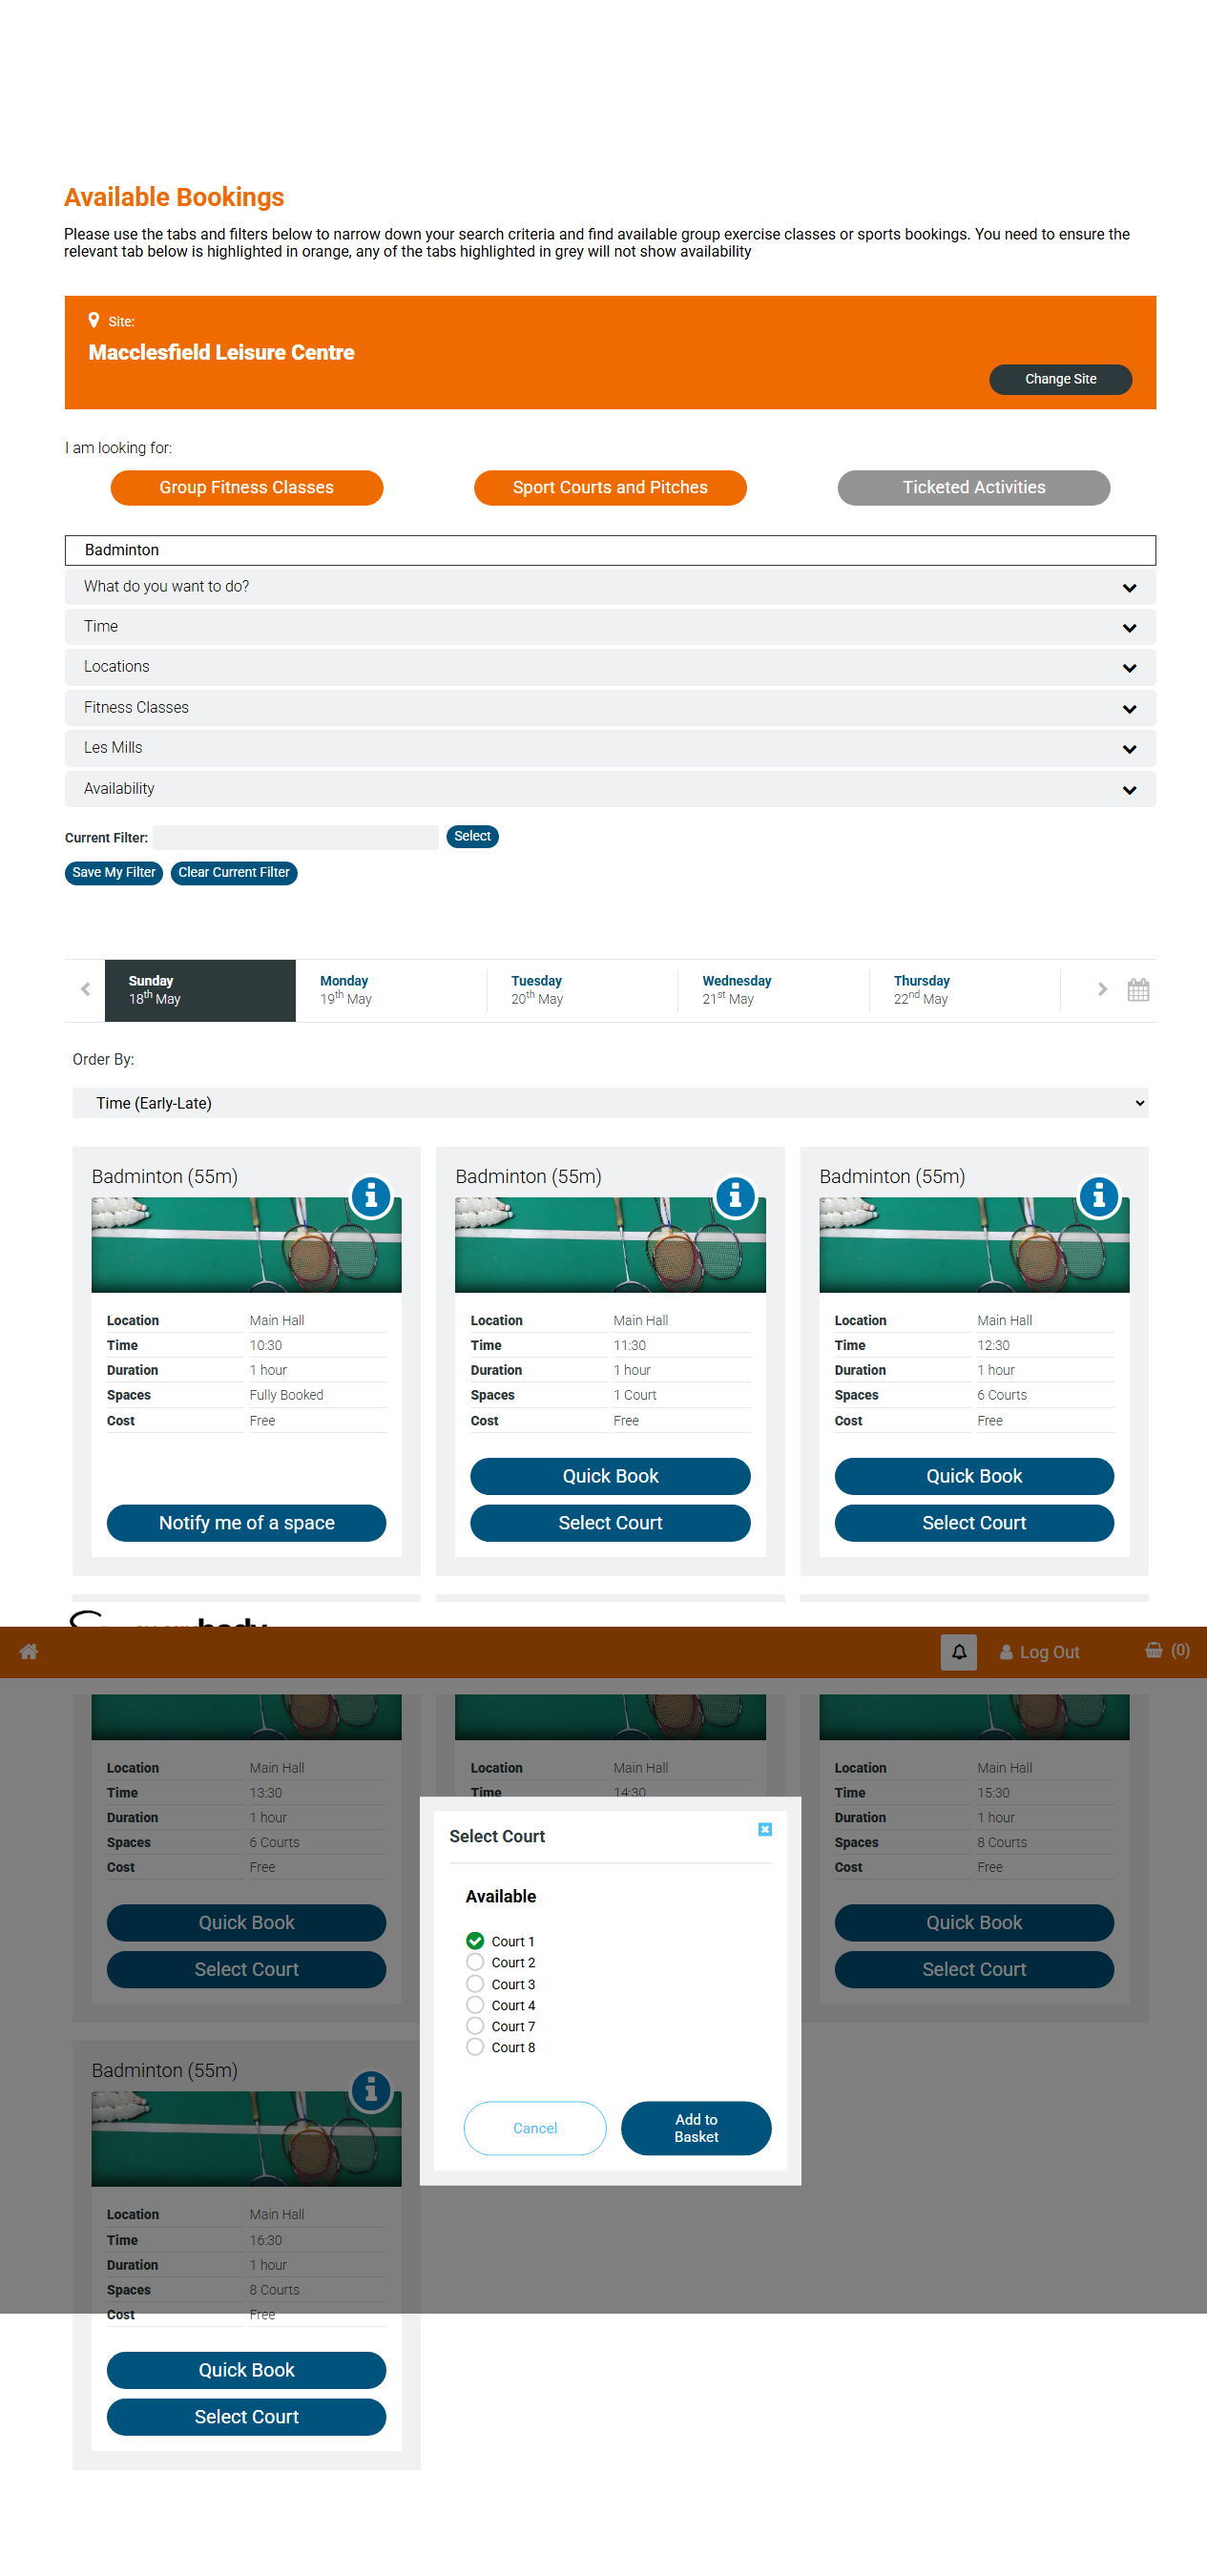 Available Bookings
Please use the tabs and filters below to narrow down your search criteria and find available group exercise classes or sports bookings. You need to ensure the
relevant tab below is highlighted in orange, any of the tabs highlighted in grey will not show availability
Site:
Macclesfield Leisure Centre
Change Site
I am looking for:
Group Fitness Classes
Sport Courts and Pitches
Ticketed Activities
Badminton
What do you want to do?
Time
Locations
Fitness Classes
Les Mills
Availability
Current Filter:
Select
Save My Filter
Clear Current Filter
Sunday
18th May
Monday
19th May
Tuesday
20th May
Wednesday
21st May
Thursday
22nd May
Order By:
Time (Early-Late)
Badminton (55m)
Location Main Hall
Time 10:30
Duration 1 hour
Spaces Fully Booked
Cost Free
Notify me of a space
Badminton (55m)
Location Main Hall
Time 11:30
Duration 1 hour
Spaces 1 Court
Cost Free
Quick Book
Select Court
Badminton (55m)
Location Main Hall
Time 12:30
Duration 1 hour
Spaces 6 Courts
Cost Free
Quick Book
Select Court
Log Out
(0)
Location Main Hall
Time 13:30
Duration 1 hour
Spaces 6 Courts
Cost Free
Quick Book
Select Court
Location Main Hall
Time 14:30
Location Main Hall
Time 15:30
Duration 1 hour
Spaces 8 Courts
Cost Free
Quick Book
Select Court
Select Court
Available
Court 1
Court 2
Court 3
Court 4
Court 7
Court 8
Cancel
Add to
Basket
Badminton (55m)
Location Main Hall
Time 16:30
Duration 1 hour
Spaces 8 Courts
Cost Free
Quick Book
Select Court